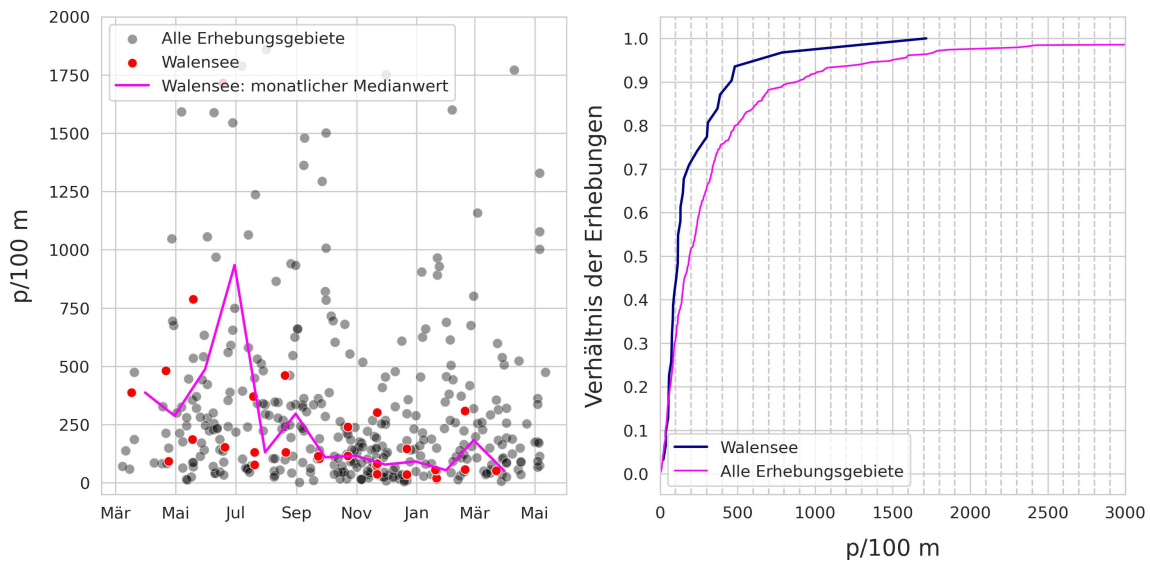 2000
1750
1500
1250
1000
750
500
250
0
p/100 m
Alle Erhebungsgebiete
Walensee
Walensee: monatlicher Medianwert
Mär
Mai
Jul
Sep
Nov
Jan
Mär
Mai
1.0
0.9
0.8
0.7
0.6
0.5
0.4
0.3
0.2
0.1
0.0
Verhältnis der Erhebungen
Walensee
Alle Erhebungsgebiete
0
500
1000
1500
2000
2500
3000
p/100 m